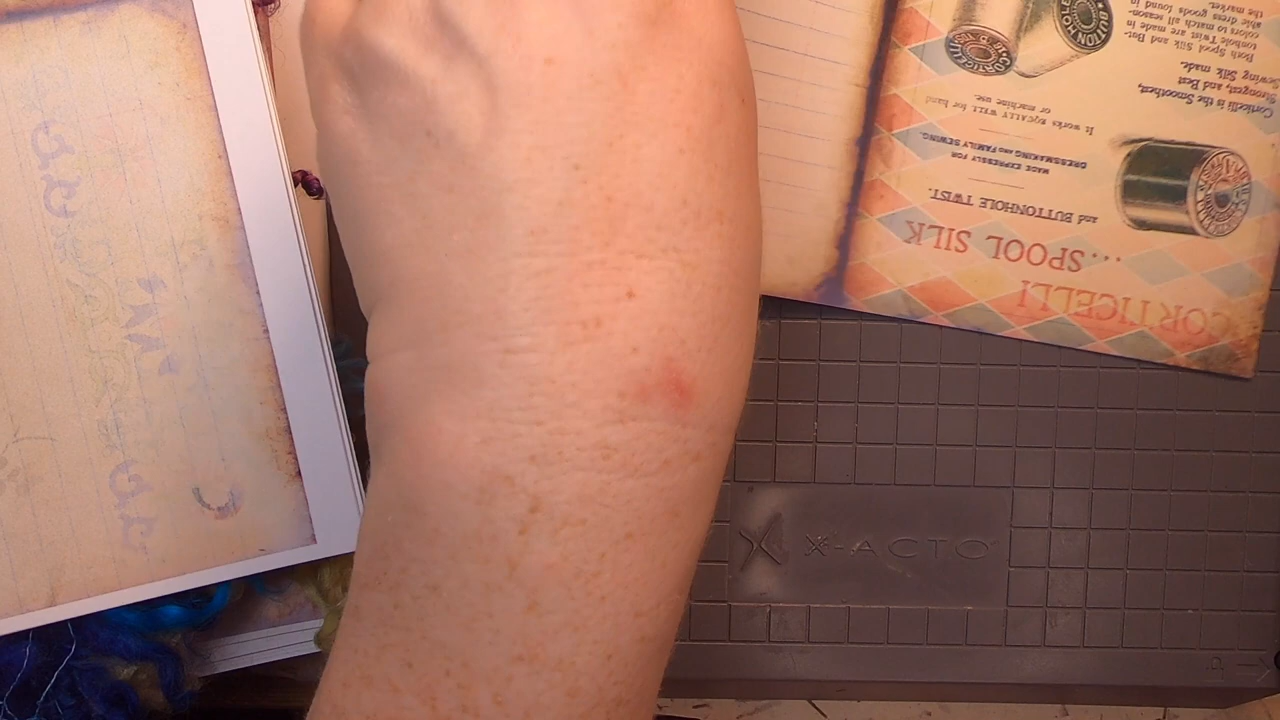 CORTICELLI
...SPOOL SILK
and BUTTONHOLE TWIST.
MADE EXPRESSLY FOR
DRESSMAKING AND FAMILY SEWING.
It works EQUALLY WELL for hand
or machine use.
Corticelli is the Smoothest,
Strongest, and Best
Sewing Silk made.
Both Spool Silk and But-
tonhole Twist are made in
colors to match all season-
able dress goods found in
the market.
CORTICELLI
BUTTONHOLE
X-ACTO